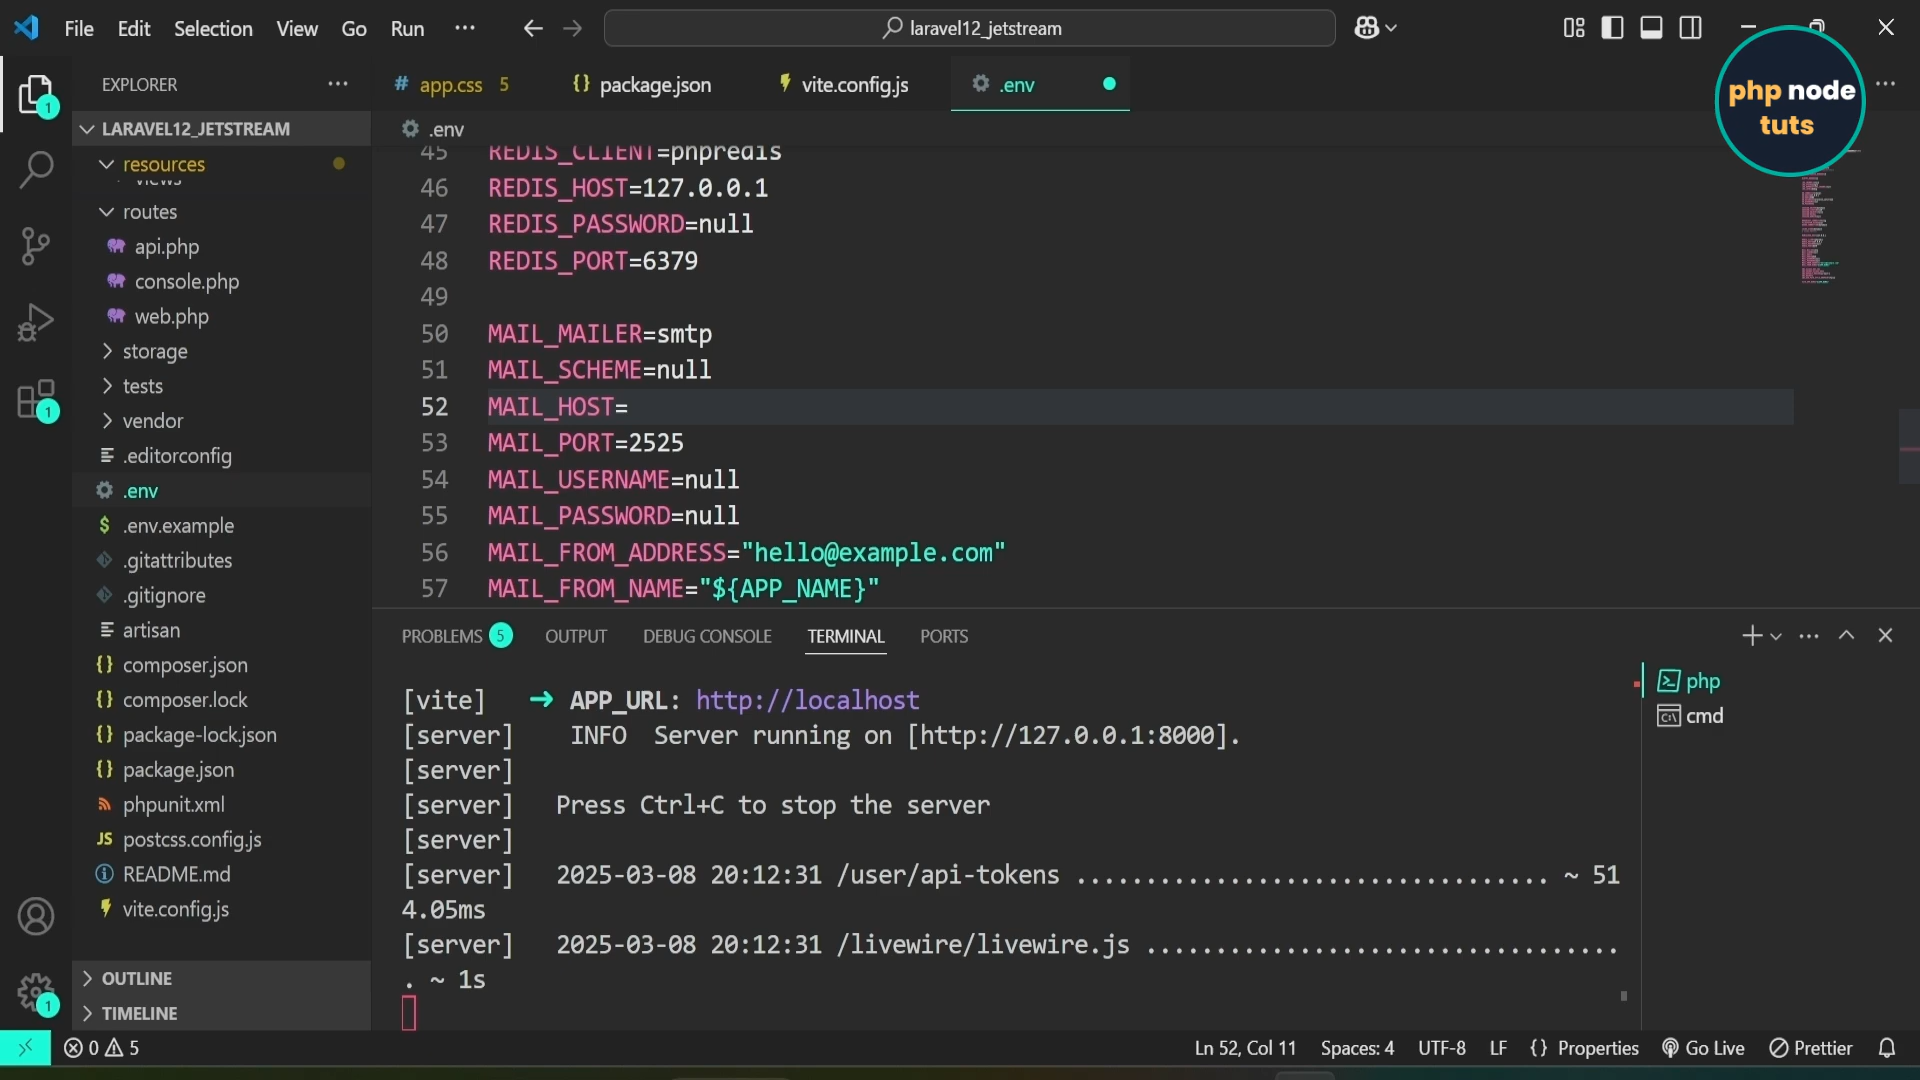 File Edit Selection View Go Run ··· laravel12_jetstream
php node
tuts
EXPLORER
LARAVEL12_JETSTREAM
resources
views
routes
api.php
console.php
web.php
storage
tests
vendor
.editorconfig
.env
.env.example
.gitattributes
.gitignore
artisan
composer.json
composer.lock
package-lock.json
package.json
phpunit.xml
postcss.config.js
README.md
vite.config.js
OUTLINE
TIMELINE
app.css 5 package.json vite.config.js .env
.env
45 REDIS_CLIENT=phpredis
46 REDIS_HOST=127.0.0.1
47 REDIS_PASSWORD=null
48 REDIS_PORT=6379
49
50 MAIL_MAILER=smtp
51 MAIL_SCHEME=null
52 MAIL_HOST=
53 MAIL_PORT=2525
54 MAIL_USERNAME=null
55 MAIL_PASSWORD=null
56 MAIL_FROM_ADDRESS="hello@example.com"
57 MAIL_FROM_NAME="${APP_NAME}"
PROBLEMS 5 OUTPUT DEBUG CONSOLE TERMINAL PORTS
[vite] ➜ APP_URL: http://localhost
[server] INFO Server running on [http://127.0.0.1:8000].
[server]
[server] Press Ctrl+C to stop the server
[server]
[server] 2025-03-08 20:12:31 /user/api-tokens .................................. ~ 51
4.05ms
[server] 2025-03-08 20:12:31 /livewire/livewire.js ..................................
. ~ 1s
php
cmd
1
1
1
0 5 Ln 52, Col 11 Spaces: 4 UTF-8 LF {} Properties Go Live Prettier